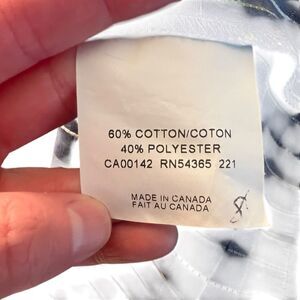 60% COTTON/COTON
40% POLYESTER
CA00142 RN54365 221
MADE IN CANADA
FAIT AU CANADA